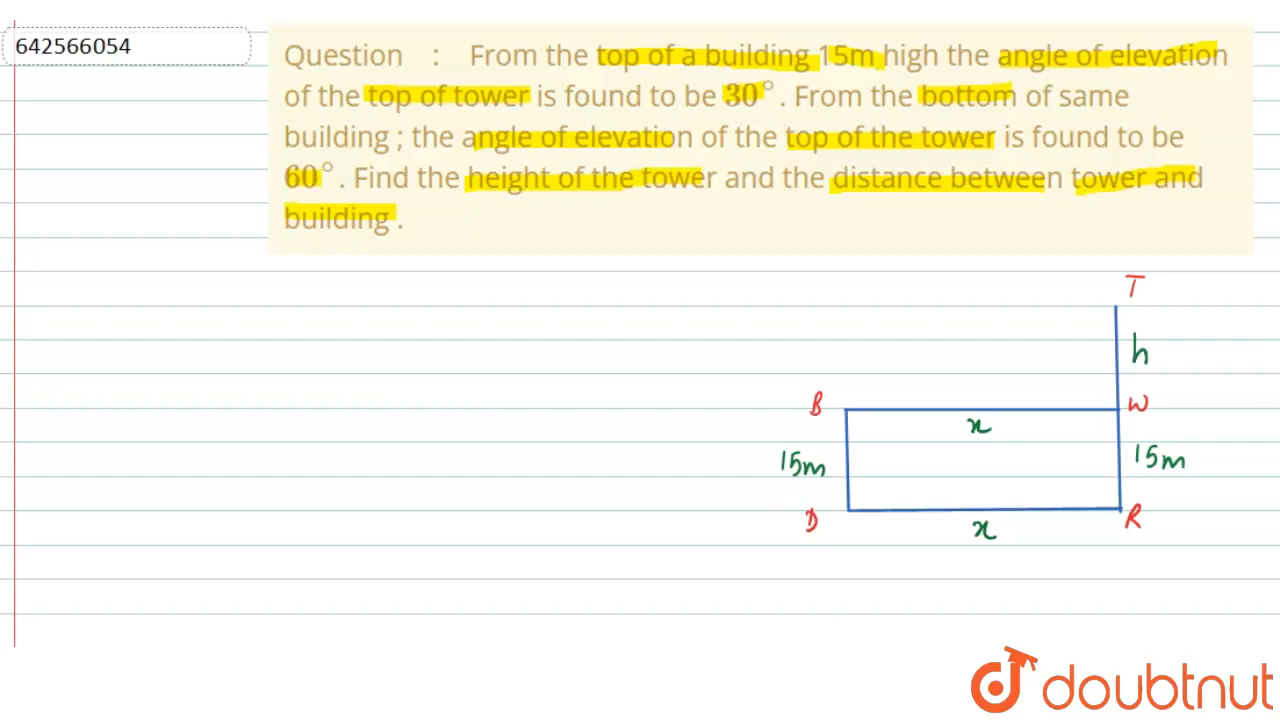 642566054
Question : From the top of a building 15m high the angle of elevation
of the top of tower is found to be 30°. From the bottom of same
building ; the angle of elevation of the top of the tower is found to be
60°. Find the height of the tower and the distance between tower and
building .
T
h
B
W
x
15m
15m
D
R
x
doubtnut